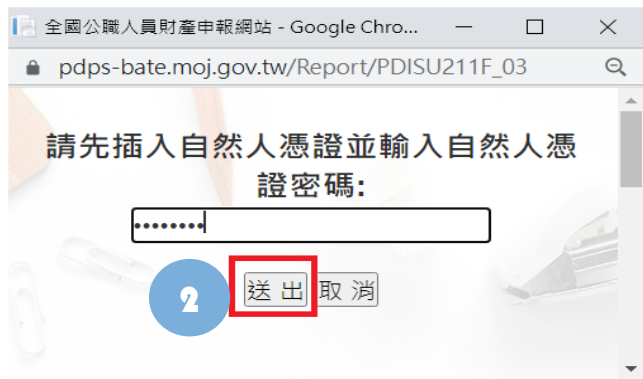 全國公職人員財產申報網站 - Google Chro...
pdps-bate.moj.gov.tw/Report/PDISU211F_03
請先插入自然人憑證並輸入自然人憑
證密碼:
••••••••
2 送出 取消